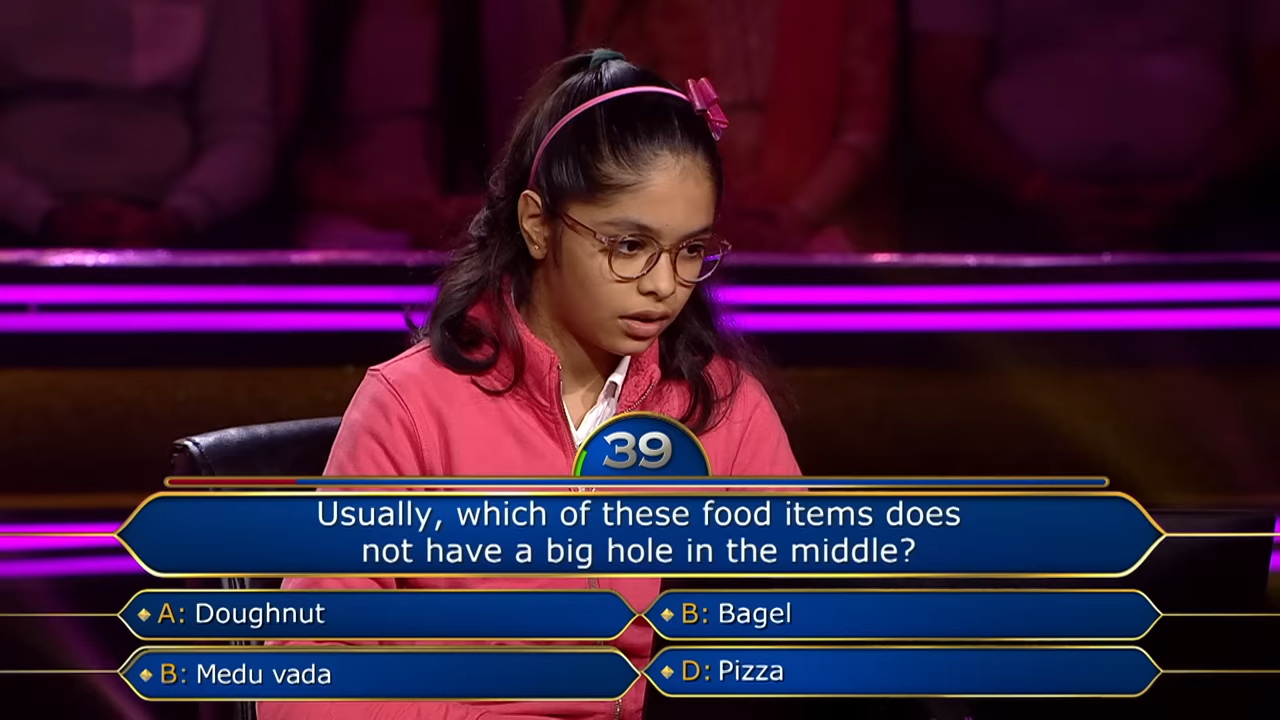 39
Usually, which of these food items does
not have a big hole in the middle?
A: Doughnut
B: Bagel
B: Medu vada
D: Pizza